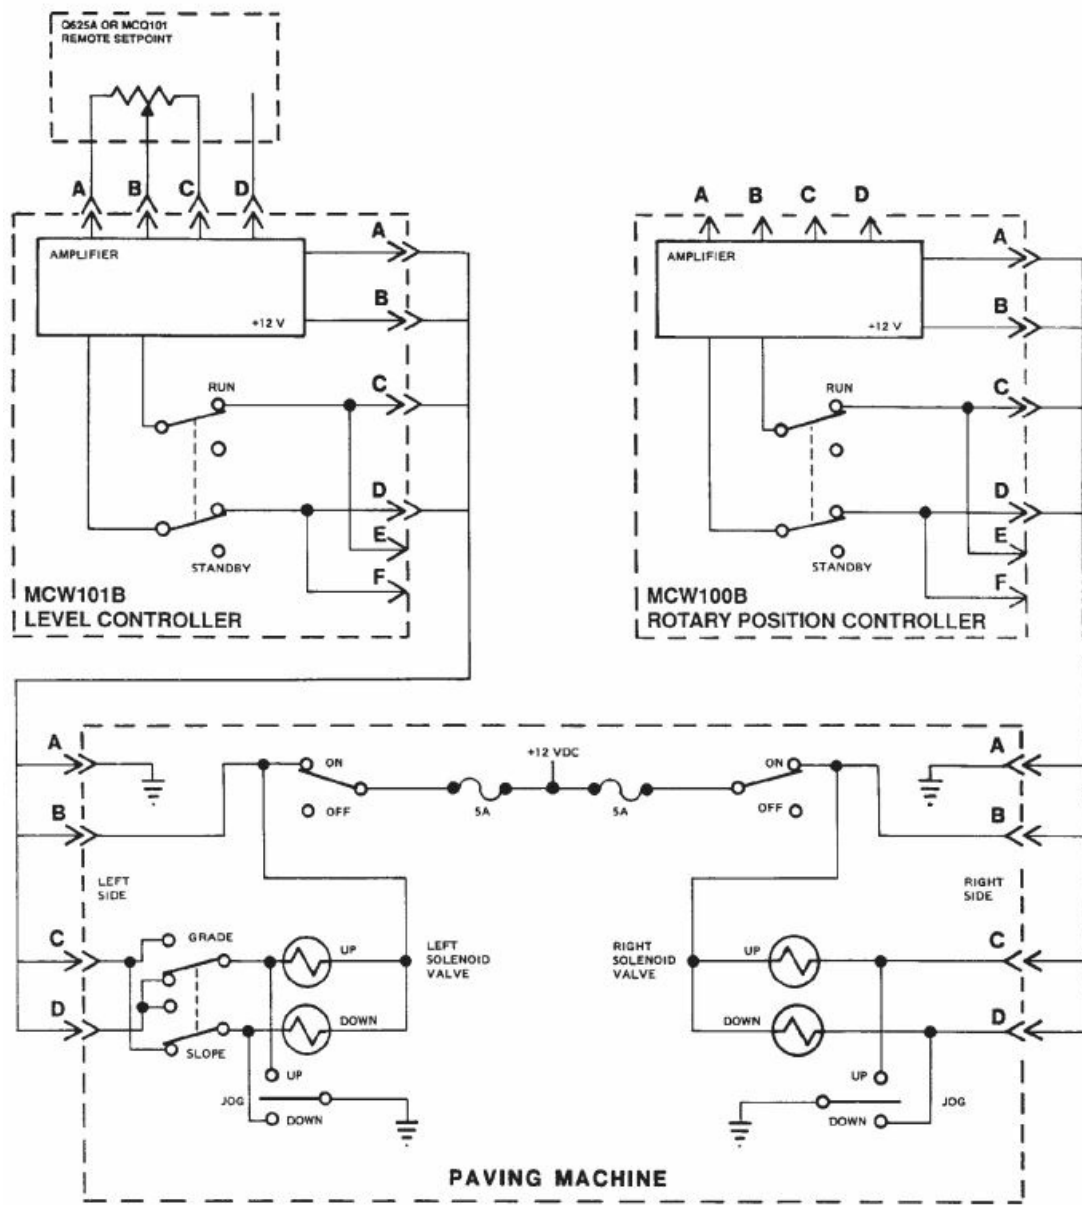 Q625A OR MCQ101
REMOTE SETPOINT
A B C D
AMPLIFIER
+12 V
A
B
C
D
E
F
RUN
STANDBY
MCW101B
LEVEL CONTROLLER
A B C D
AMPLIFIER
+12 V
A
B
C
D
E
F
RUN
STANDBY
MCW100B
ROTARY POSITION CONTROLLER
A
B
C
D
LEFT
SIDE
ON
OFF
5A
+12 VDC
5A
ON
OFF
A
B
C
D
RIGHT
SIDE
GRADE
SLOPE
UP
DOWN
LEFT
SOLENOID
VALVE
RIGHT
SOLENOID
VALVE
UP
DOWN
UP
JOG
DOWN
UP
JOG
DOWN
PAVING MACHINE